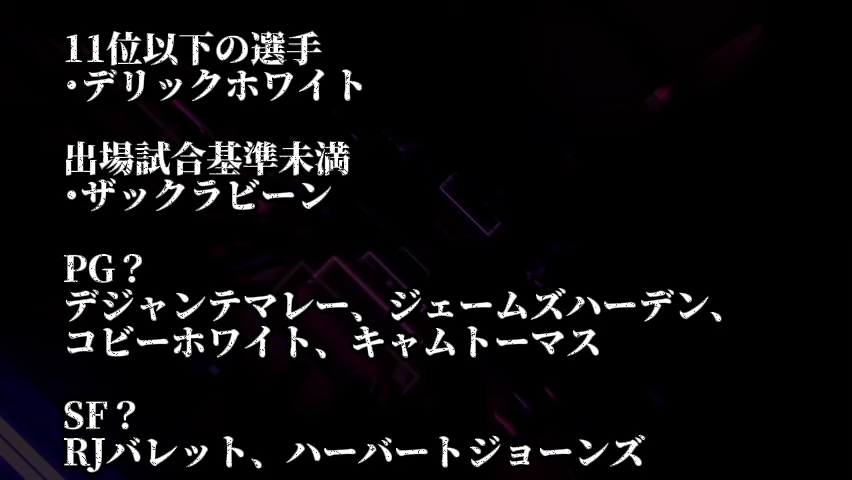 11位以下の選手
・デリックホワイト
出場試合基準未満
・ザックラビーン
PG？
デジャンテマレー、ジェームズハーデン、
コビーホワイト、キャムトーマス
SF？
RJバレット、ハーバートジョーンズ